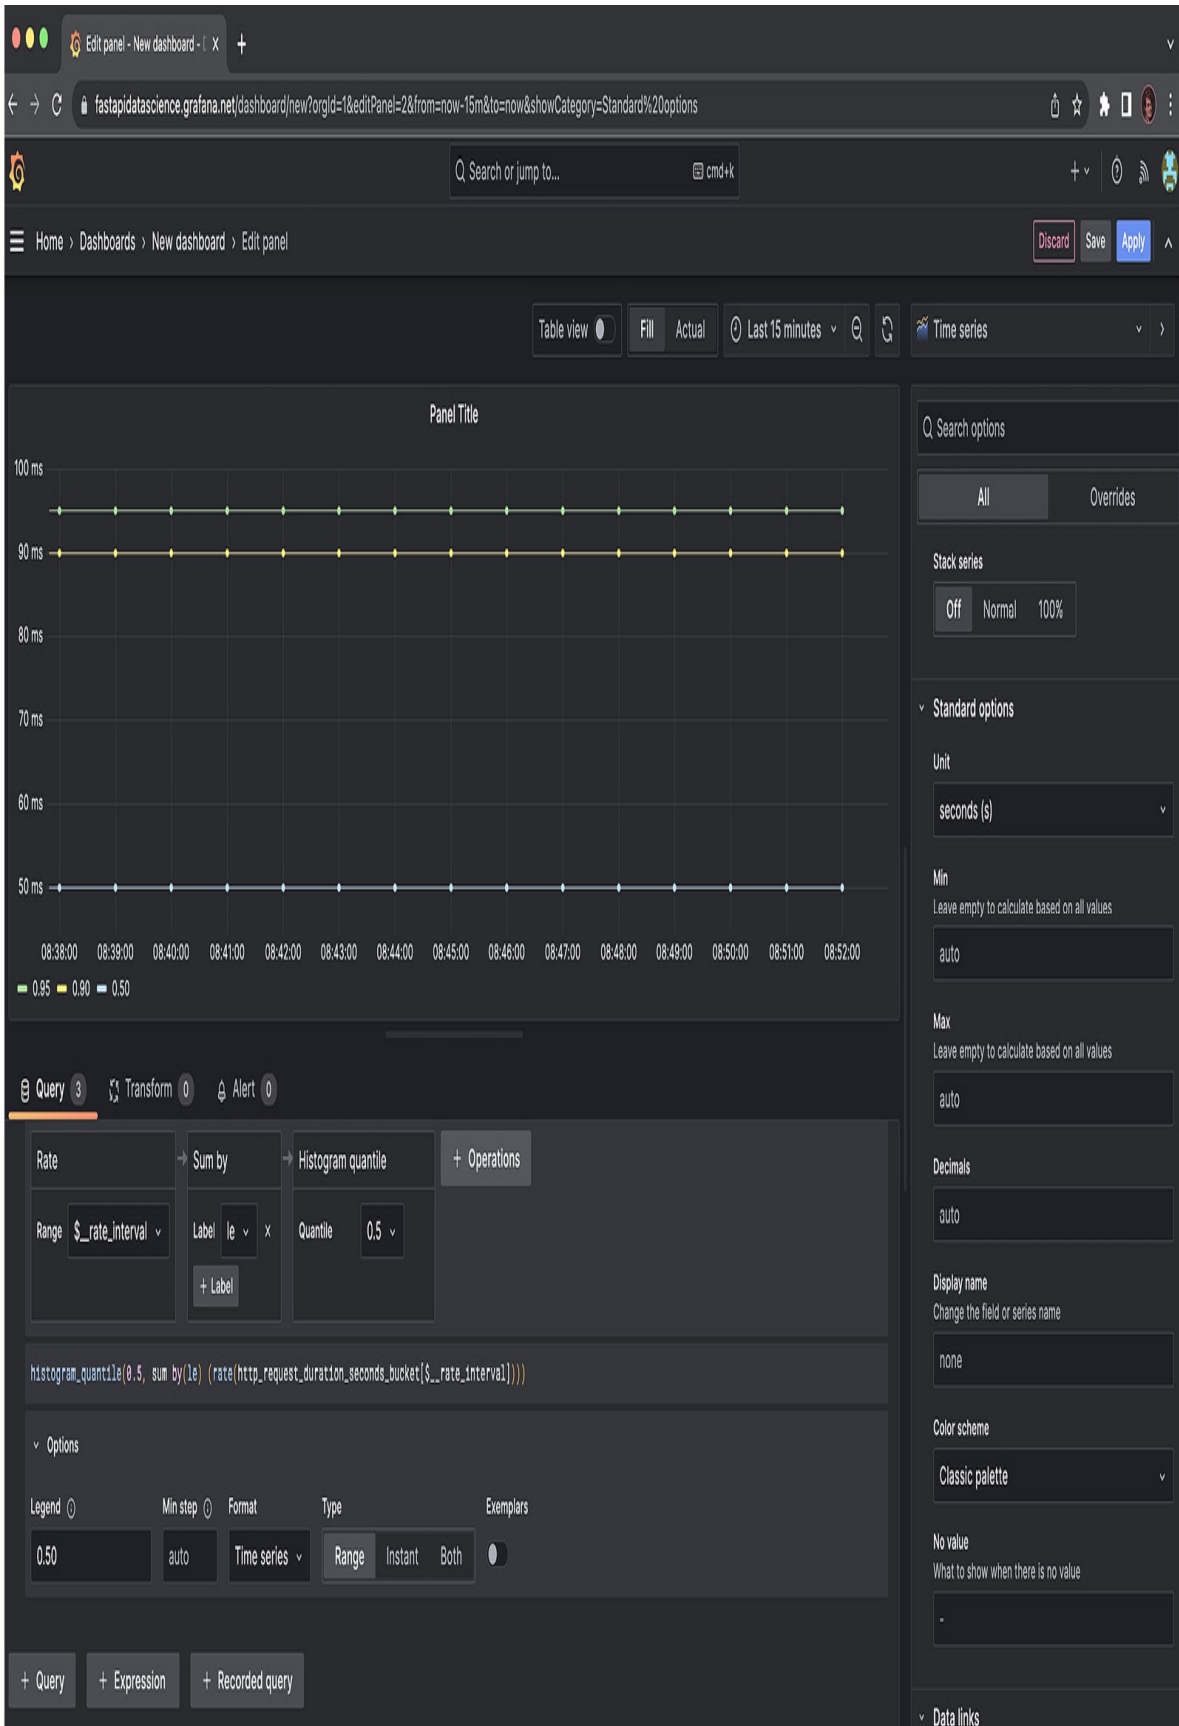 Edit panel - New dashboard - [
fastapidatascience.grafana.net/dashboard/new?orgId=1&editPanel=2&from=now-15m&to=now&showCategory=Standard%20options
Search or jump to... cmd+k
Home › Dashboards › New dashboard › Edit panel
Discard Save Apply
Table view Fill Actual Last 15 minutes Time series
Panel Title
100 ms
90 ms
80 ms
70 ms
60 ms
50 ms
08:38:00 08:39:00 08:40:00 08:41:00 08:42:00 08:43:00 08:44:00 08:45:00 08:46:00 08:47:00 08:48:00 08:49:00 08:50:00 08:51:00 08:52:00
0.95 0.90 0.50
Query 3 Transform 0 Alert 0
Rate Sum by Histogram quantile + Operations
Range $__rate_interval Label le x Quantile 0.5
+ Label
histogram_quantile(0.5, sum by(le) (rate(http_request_duration_seconds_bucket[$__rate_interval])))
Options
Legend Min step Format Type Exemplars
0.50 auto Time series Range Instant Both
+ Query + Expression + Recorded query
Search options
All Overrides
Stack series
Off Normal 100%
Standard options
Unit
seconds (s)
Min
Leave empty to calculate based on all values
auto
Max
Leave empty to calculate based on all values
auto
Decimals
auto
Display name
Change the field or series name
none
Color scheme
Classic palette
No value
What to show when there is no value
-
Data links